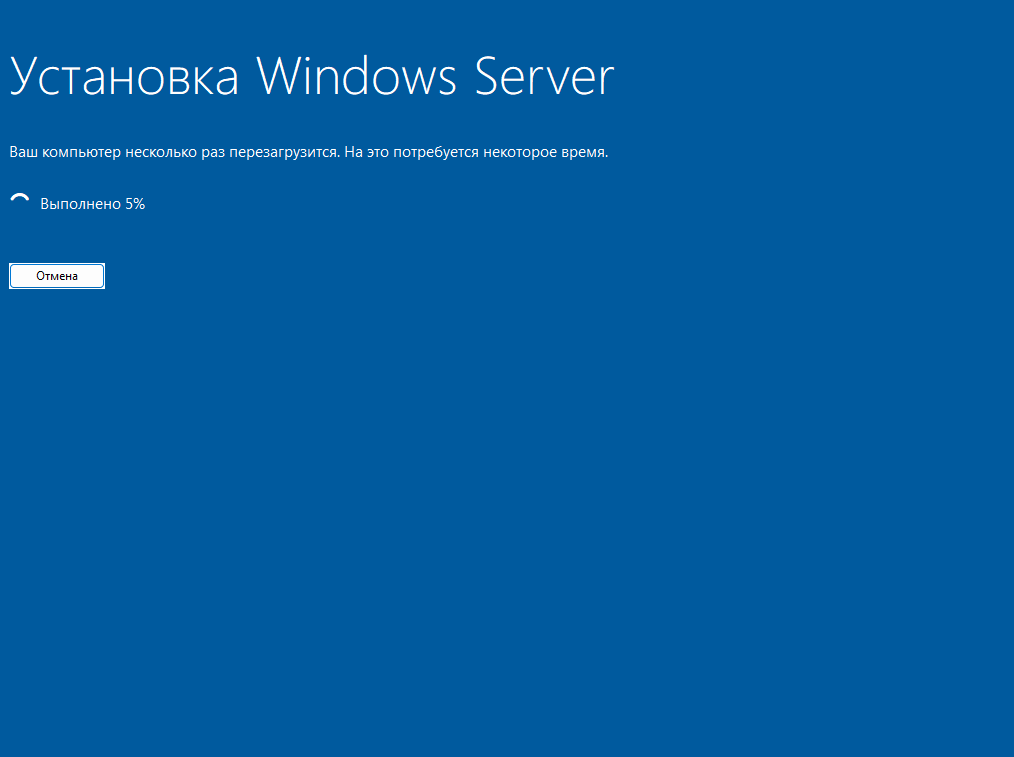 Установка Windows Server
Ваш компьютер несколько раз перезагрузится. На это потребуется некоторое время.
Выполнено 5%
Отмена